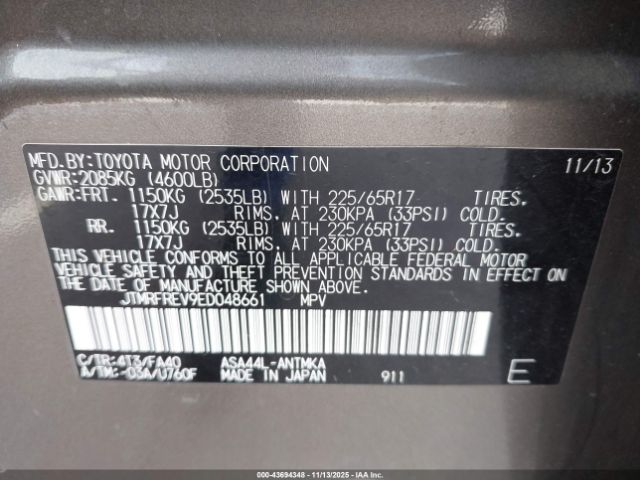 MFD.BY:TOYOTA MOTOR CORPORATION 11/13
GVWR:2085KG (4600LB)
GAWR:FRT. 1150KG (2535LB) WITH 225/65R17 TIRES.
17X7J RIMS. AT 230KPA (33PSI) COLD.
RR. 1150KG (2535LB) WITH 225/65R17 TIRES.
17X7J RIMS. AT 230KPA (33PSI) COLD.
THIS VEHICLE CONFORMS TO ALL APPLICABLE FEDERAL MOTOR
VEHICLE SAFETY AND THEFT PREVENTION STANDARDS IN EFFECT ON
THE DATE OF MANUFACTURE SHOWN ABOVE.
JTMRFREV9ED048661 MPV
C/TR:4T3/FA40 ASA44L-ANTMKA
A/TM:-03A/U760F MADE IN JAPAN 911 E
000-43694348 - 11/13/2025 - IAAI.COM